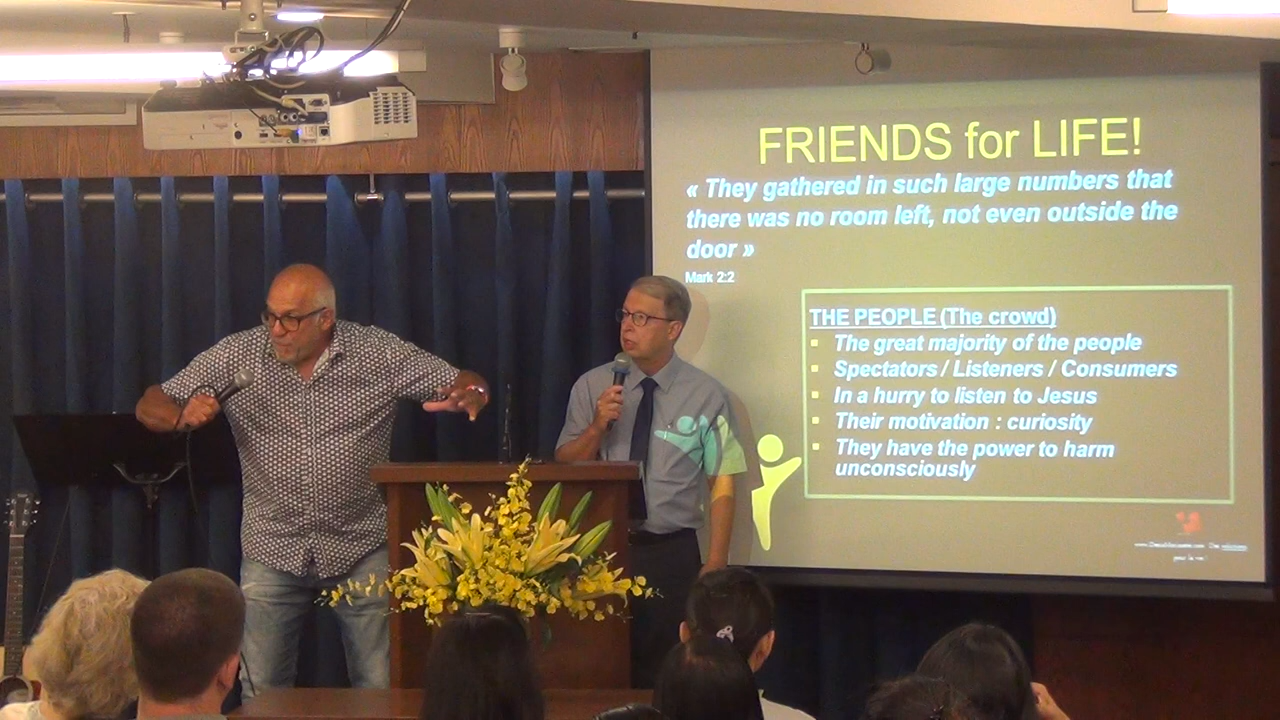 FRIENDS for LIFE!
« They gathered in such large numbers that
there was no room left, not even outside the
door »
Mark 2:2
THE PEOPLE (The crowd)
▪ The great majority of the people
▪ Spectators / Listeners / Consumers
▪ In a hurry to listen to Jesus
▪ Their motivation : curiosity
▪ They have the power to harm
unconsciously